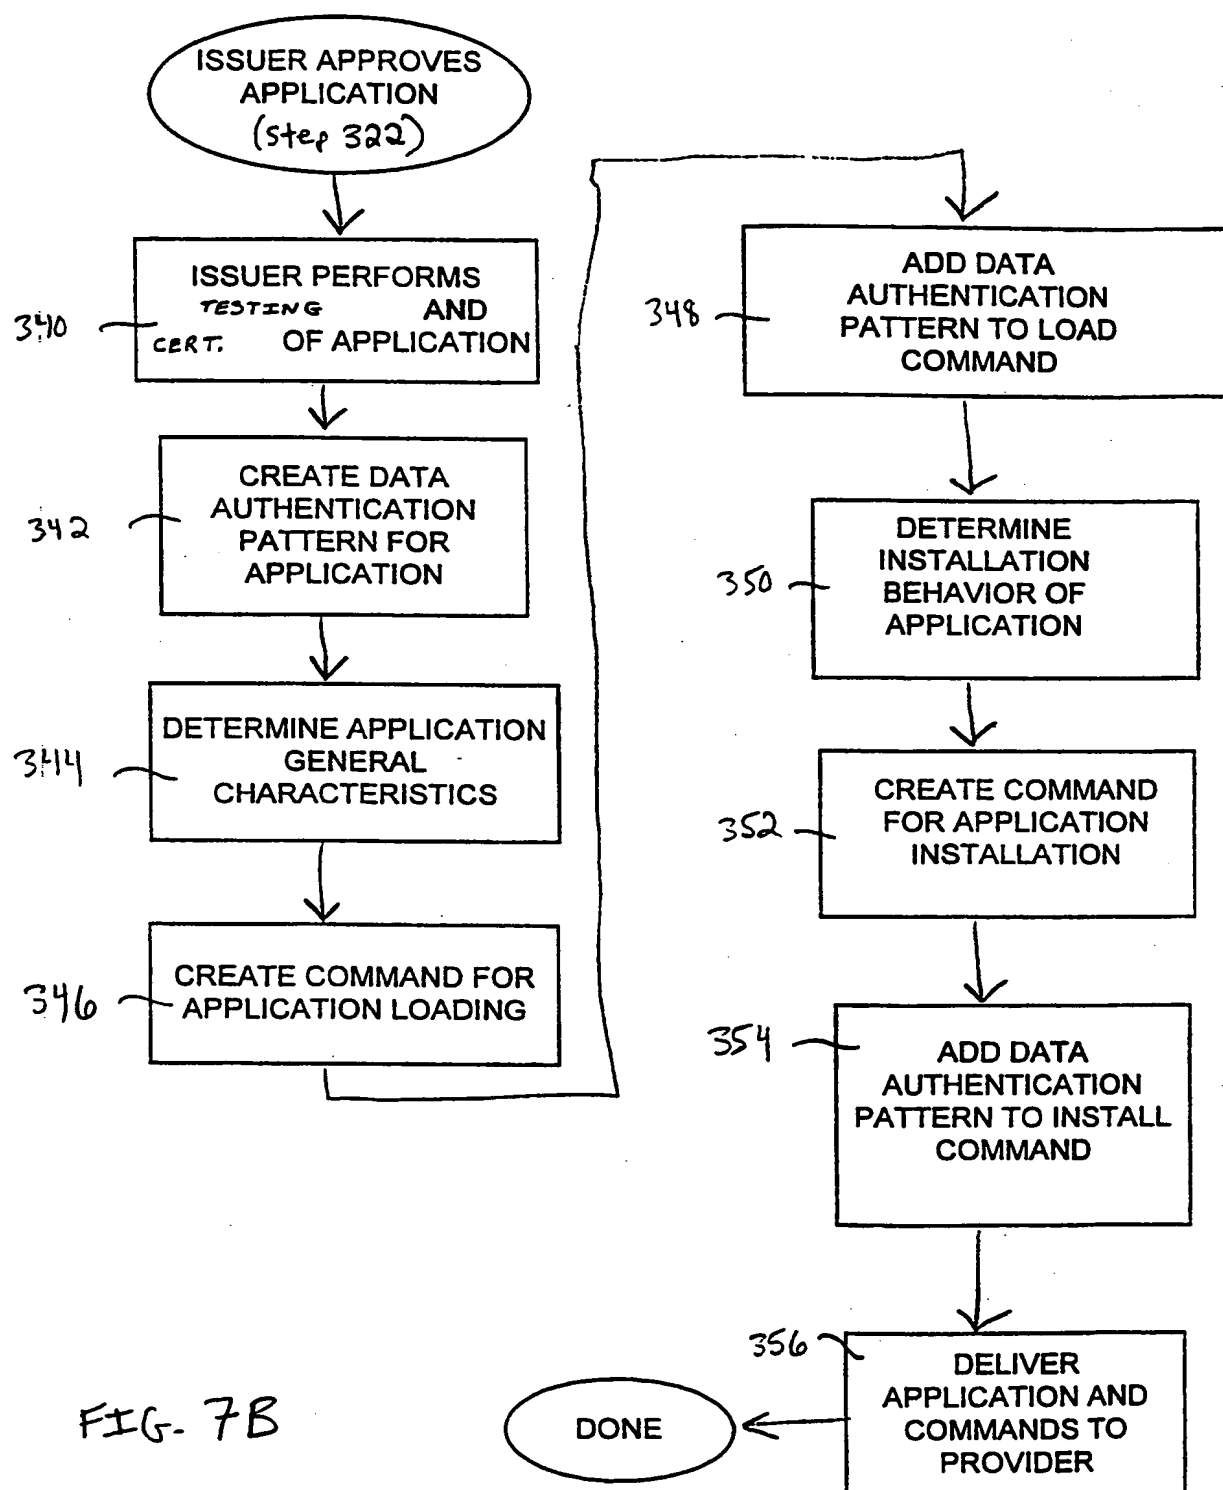 ISSUER APPROVES
APPLICATION
(step 322)
340
ISSUER PERFORMS
TESTING AND
CERT. OF APPLICATION
342
CREATE DATA
AUTHENTICATION
PATTERN FOR
APPLICATION
344
DETERMINE APPLICATION
GENERAL
CHARACTERISTICS
346
CREATE COMMAND FOR
APPLICATION LOADING
348
ADD DATA
AUTHENTICATION
PATTERN TO LOAD
COMMAND
350
DETERMINE
INSTALLATION
BEHAVIOR OF
APPLICATION
352
CREATE COMMAND
FOR APPLICATION
INSTALLATION
354
ADD DATA
AUTHENTICATION
PATTERN TO INSTALL
COMMAND
356
DELIVER
APPLICATION AND
COMMANDS TO
PROVIDER
DONE
FIG. 7B